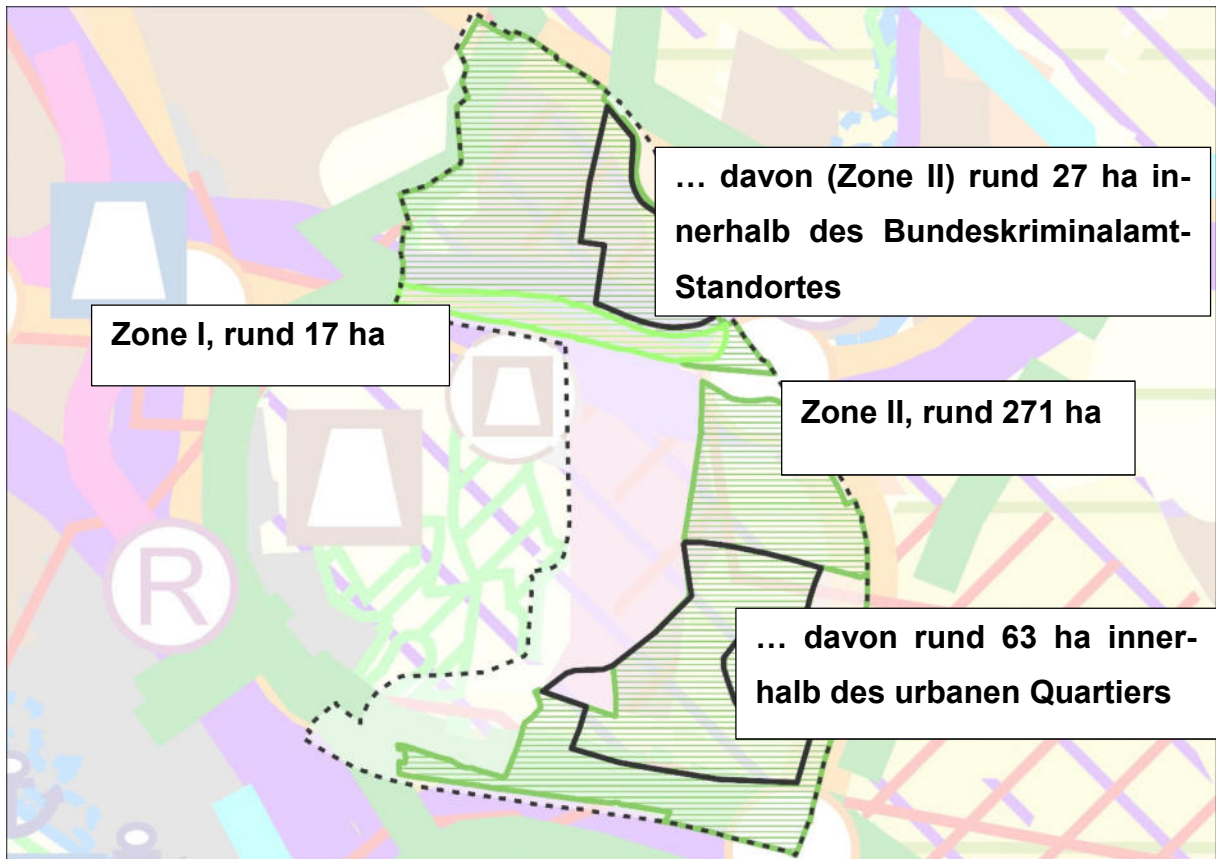 … davon (Zone II) rund 27 ha in-
nerhalb des Bundeskriminalamt-
Standortes
Zone I, rund 17 ha
Zone II, rund 271 ha
R
… davon rund 63 ha inner-
halb des urbanen Quartiers